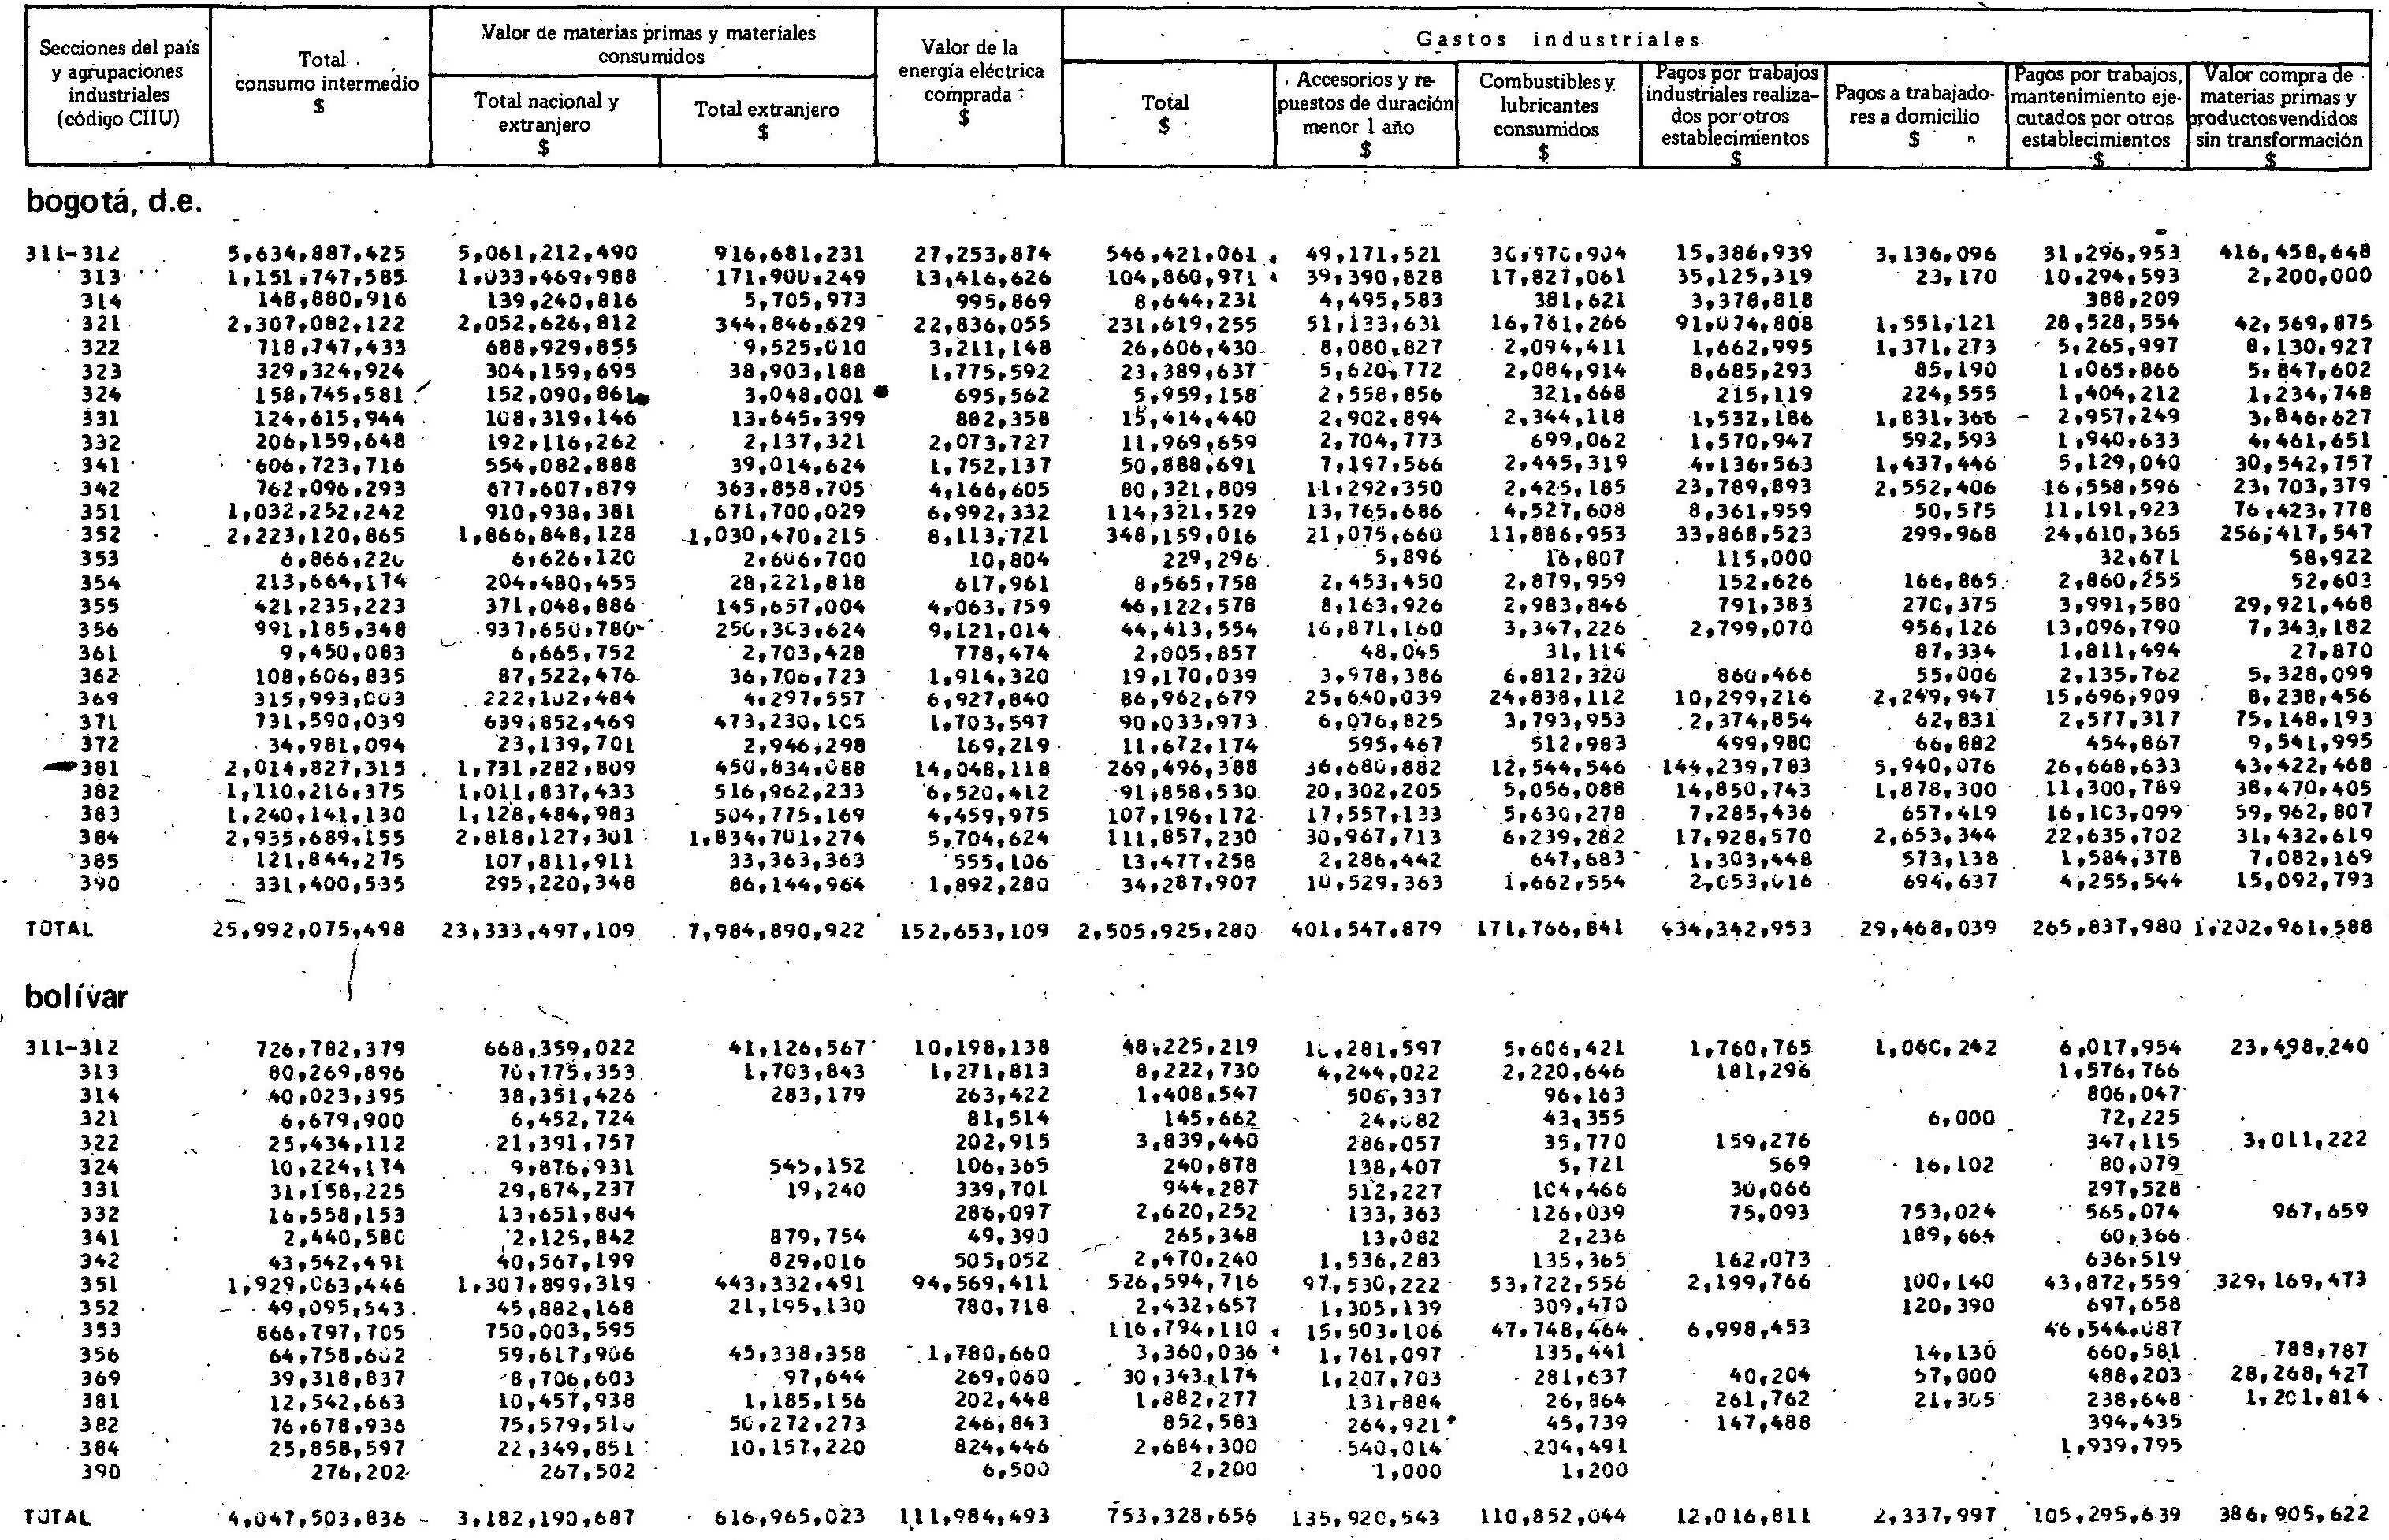 Secciones del país y agrupaciones industriales (código CIIU)
Total consumo intermedio $
Valor de materias primas y materiales consumidos
Total nacional y extranjero $
Total extranjero $
Valor de la energía eléctrica comprada $
Gastos industriales
Total $
Accesorios y repuestos de duración menor 1 año $
Combustibles y lubricantes consumidos $
Pagos por trabajos industriales realizados por otros establecimientos $
Pagos a trabajadores a domicilio $
Pagos por trabajos, mantenimiento ejecutados por otros establecimientos $
Valor compra de materias primas y productos vendidos sin transformación $
bogotá, d.e.
311-312 5,634,887,425 5,061,212,490 916,681,231 27,253,874 546,421,061 49,171,521 30,970,904 15,386,939 3,136,096 31,296,953 416,458,648
313 1,151,747,585 1,033,469,988 171,900,249 13,416,626 104,860,971 39,390,828 17,827,061 35,125,319 23,170 10,294,593 2,200,000
314 148,880,916 139,240,816 5,705,973 995,869 8,644,231 4,495,583 381,621 3,378,818 388,209
321 2,307,082,122 2,052,626,812 344,846,629 22,836,055 231,619,255 51,133,631 16,761,266 91,074,808 1,551,121 28,528,554 42,569,875
322 718,747,433 688,929,855 9,525,010 3,211,148 26,606,430 8,080,827 2,094,411 1,662,995 1,371,273 5,265,997 8,130,927
323 329,324,924 304,159,695 38,903,188 1,775,592 23,389,637 5,620,772 2,084,914 8,685,293 85,190 1,065,866 5,847,602
324 158,745,581 152,090,861 3,048,001 695,562 5,959,158 2,558,856 321,668 215,119 224,555 1,404,212 1,234,748
331 124,615,944 108,319,146 13,645,399 882,358 15,414,440 2,902,894 2,344,118 1,532,186 1,831,366 2,957,249 3,846,627
332 206,159,648 192,116,262 2,137,321 2,073,727 11,969,659 2,704,773 699,062 1,570,947 592,593 1,940,633 4,461,651
341 606,723,716 554,082,888 39,014,624 1,752,137 50,888,691 7,197,566 2,445,319 4,136,563 1,437,446 5,129,040 30,542,757
342 762,096,293 677,607,879 363,858,705 4,166,605 80,321,809 11,292,350 2,425,185 23,789,893 2,552,406 16,558,596 23,703,379
351 1,032,252,242 910,938,381 671,700,029 6,992,332 114,321,529 13,765,686 4,527,608 8,361,959 50,575 11,191,923 76,423,778
352 2,223,120,865 1,866,848,128 1,030,470,215 8,113,721 348,159,016 21,075,660 11,886,953 33,868,523 299,968 24,610,365 256,417,547
353 6,866,220 6,626,120 2,606,700 10,804 229,296 5,896 16,807 115,000 32,671 58,922
354 213,664,174 204,480,455 28,221,818 617,961 8,565,758 2,453,450 2,879,959 152,626 166,865 2,860,255 52,603
355 421,235,223 371,048,886 145,657,004 4,063,759 46,122,578 8,163,926 2,983,846 791,383 270,375 3,991,580 29,921,468
356 991,185,348 937,650,780 250,303,624 9,121,014 44,413,554 16,871,160 3,347,226 2,799,070 956,126 13,096,790 7,343,182
361 9,450,083 6,665,752 2,703,428 778,474 2,005,857 48,045 31,114 87,334 1,811,494 27,870
362 108,606,835 87,522,476 36,706,723 1,914,320 19,170,039 3,978,386 6,812,320 860,466 55,006 2,135,762 5,328,099
369 315,993,003 222,102,484 4,297,557 6,927,840 86,962,679 25,640,039 24,838,112 10,299,216 2,249,947 15,696,909 8,238,456
371 731,590,039 639,852,469 473,230,105 1,703,597 90,033,973 6,076,825 3,793,953 2,374,854 62,831 2,577,317 75,148,193
372 34,981,094 23,139,701 2,946,298 169,219 11,672,174 595,467 512,983 499,980 66,882 454,867 9,541,995
381 2,014,827,315 1,731,282,809 450,834,088 14,048,118 269,496,388 36,680,882 12,544,546 144,239,783 5,940,076 26,668,633 43,422,468
382 1,110,216,375 1,011,837,433 516,962,233 6,520,412 91,858,530 20,302,205 5,056,088 14,850,743 1,878,300 11,300,789 38,470,405
383 1,240,141,130 1,128,484,983 504,775,169 4,459,975 107,196,172 17,557,133 5,630,278 7,285,436 657,419 16,103,099 59,962,807
384 2,935,689,155 2,818,127,301 1,834,701,274 5,704,624 111,857,230 30,967,713 6,239,282 17,928,570 2,653,344 22,635,702 31,432,619
385 121,844,275 107,811,911 33,363,363 555,106 13,477,258 2,286,442 647,683 1,303,448 573,138 1,584,378 7,082,169
390 331,400,535 295,220,348 86,144,964 1,892,280 34,287,907 10,529,363 1,662,554 2,053,016 694,637 4,255,544 15,092,793
TOTAL 25,992,075,498 23,333,497,109 7,984,890,922 152,653,109 2,505,925,280 401,547,879 171,766,841 434,342,953 29,468,039 265,837,980 1,202,961,588
bolívar
311-312 726,782,379 668,359,022 41,126,567 10,198,138 48,225,219 10,281,597 5,606,421 1,760,765 1,060,242 6,017,954 23,498,240
313 80,269,896 70,775,353 1,703,843 1,271,813 8,222,730 4,244,022 2,220,646 181,296 1,576,766
314 40,023,395 38,351,426 283,179 263,422 1,408,547 506,337 96,163 806,047
321 6,679,900 6,452,724 81,514 145,662 24,082 43,355 6,000 72,225
322 25,434,112 21,391,757 202,915 3,839,440 286,057 35,770 159,276 347,115 3,011,222
324 10,224,174 9,876,931 545,152 106,365 240,878 138,407 5,721 569 16,102 80,079
331 31,158,225 29,874,237 19,240 339,701 944,287 512,227 104,466 30,066 297,528
332 16,558,153 13,651,804 286,097 2,620,252 133,363 126,039 75,093 753,024 565,074 967,659
341 2,440,580 2,125,842 879,754 49,390 265,348 13,082 2,236 189,664 60,366
342 43,542,491 40,567,199 829,016 505,052 2,470,240 1,536,283 135,365 162,073 636,519
351 1,929,063,446 1,307,899,319 443,332,491 94,569,411 526,594,716 97,530,222 53,722,556 2,199,766 100,140 43,872,559 329,169,473
352 49,095,543 45,882,168 21,195,130 780,718 2,432,657 1,305,139 309,470 120,390 697,658
353 866,797,705 750,003,595 116,794,110 15,503,106 47,748,464 6,998,453 46,544,087
356 64,758,602 59,617,906 45,338,358 1,780,660 3,360,036 1,761,097 135,441 14,130 660,581 788,787
369 39,318,837 8,706,603 97,644 269,060 30,343,174 1,207,703 281,637 40,204 57,000 488,203 28,268,427
381 12,542,663 10,457,938 1,185,156 202,448 1,882,277 131,884 26,864 261,762 21,305 238,648 1,201,814
382 76,678,936 75,579,510 50,272,273 246,843 852,583 264,921 45,739 147,488 394,435
384 25,858,597 22,349,851 10,157,220 824,446 2,684,300 540,014 204,491 1,939,795
390 276,202 267,502 6,500 2,200 1,000 1,200
TOTAL 4,047,503,836 3,182,190,687 616,965,023 111,984,493 753,328,656 135,920,543 110,852,044 12,016,811 2,337,997 105,295,639 386,905,622